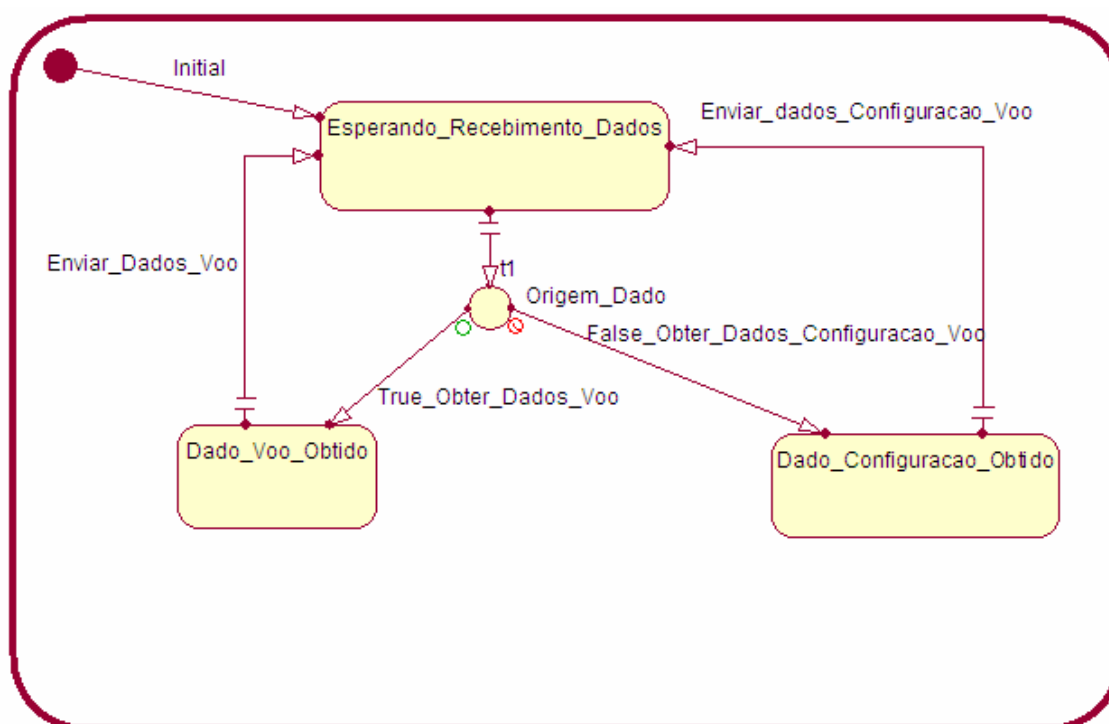 Initial
Enviar_dados_Configuracao_Voo
Esperando_Recebimento_Dados
Enviar_Dados_Voo
t1
Origem_Dado
False_Obter_Dados_Configuracao_Voo
True_Obter_Dados_Voo
Dado_Voo_Obtido
Dado_Configuracao_Obtido